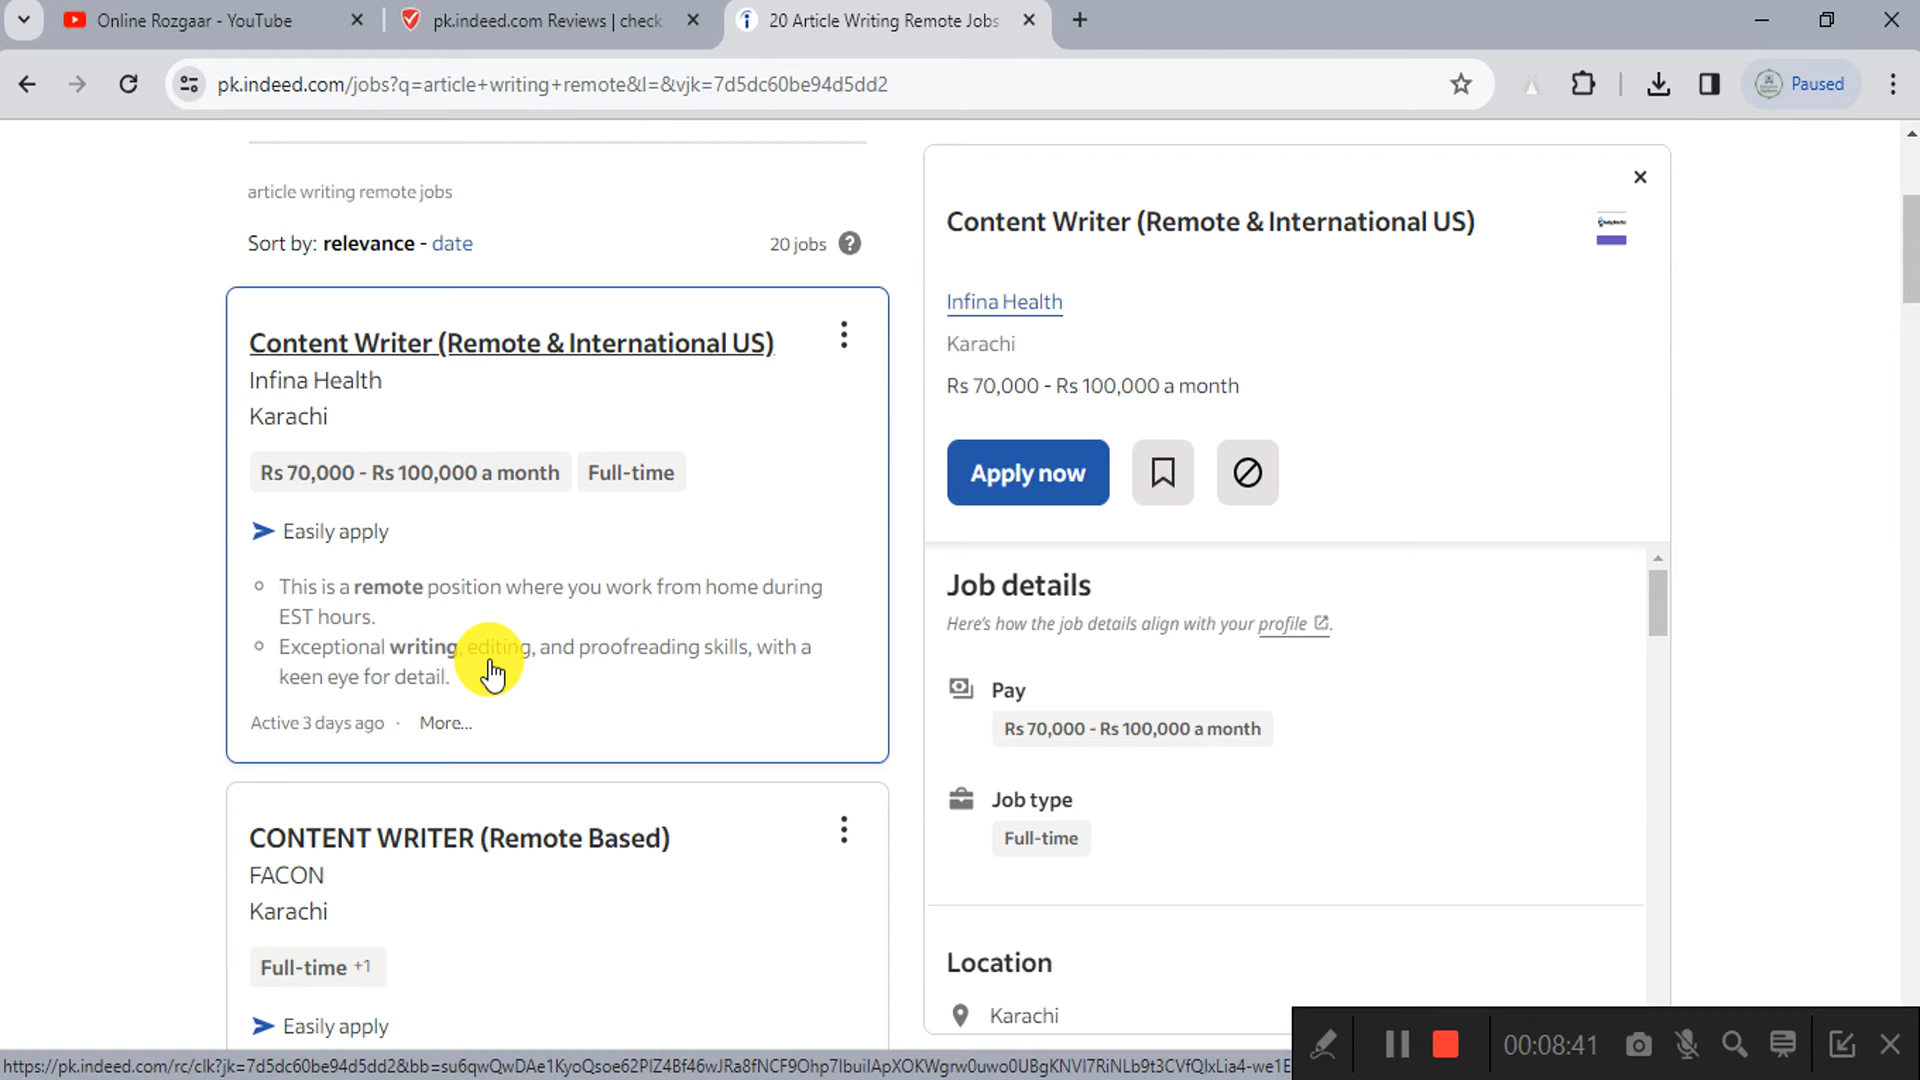 Online Rozgaar - YouTube
pk.indeed.com Reviews | check
20 Article Writing Remote Jobs
pk.indeed.com/jobs?q=article+writing+remote&l=&vjk=7d5dc60be94d5dd2
Paused
article writing remote jobs
Sort by: relevance - date
20 jobs
Content Writer (Remote & International US)
Infina Health
Karachi
Rs 70,000 - Rs 100,000 a month
Full-time
Easily apply
This is a remote position where you work from home during
EST hours.
Exceptional writing, editing, and proofreading skills, with a
keen eye for detail.
Active 3 days ago · More...
CONTENT WRITER (Remote Based)
FACON
Karachi
Full-time +1
Easily apply
Content Writer (Remote & International US)
Infina Health
Karachi
Rs 70,000 - Rs 100,000 a month
Apply now
Job details
Here's how the job details align with your profile.
Pay
Rs 70,000 - Rs 100,000 a month
Job type
Full-time
Location
Karachi
00:08:41